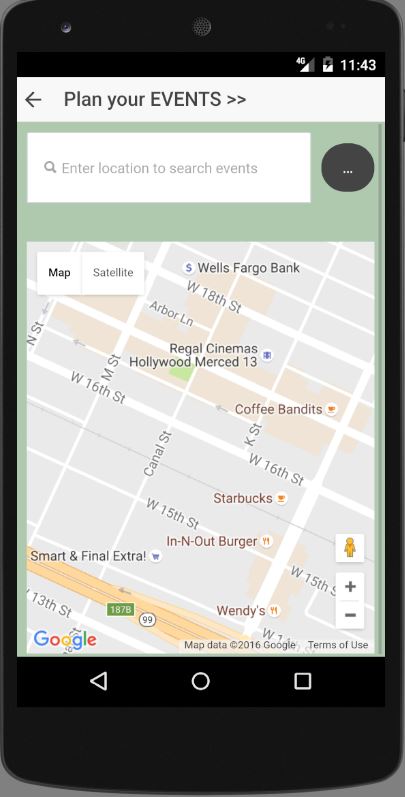 4G 11:43
Plan your EVENTS >>
Enter location to search events
...
Map Satellite
Wells Fargo Bank
W 18th St
Arbor Ln
N St
Regal Cinemas
Hollywood Merced 13
M St
W 16th St
Coffee Bandits
K St
Canal St
W 16th St
Starbucks
W 15th St
In-N-Out Burger
Smart & Final Extra!
W 15th St
+
13th St
187B
99
Wendy's
−
Google
Map data ©2016 Google Terms of Use